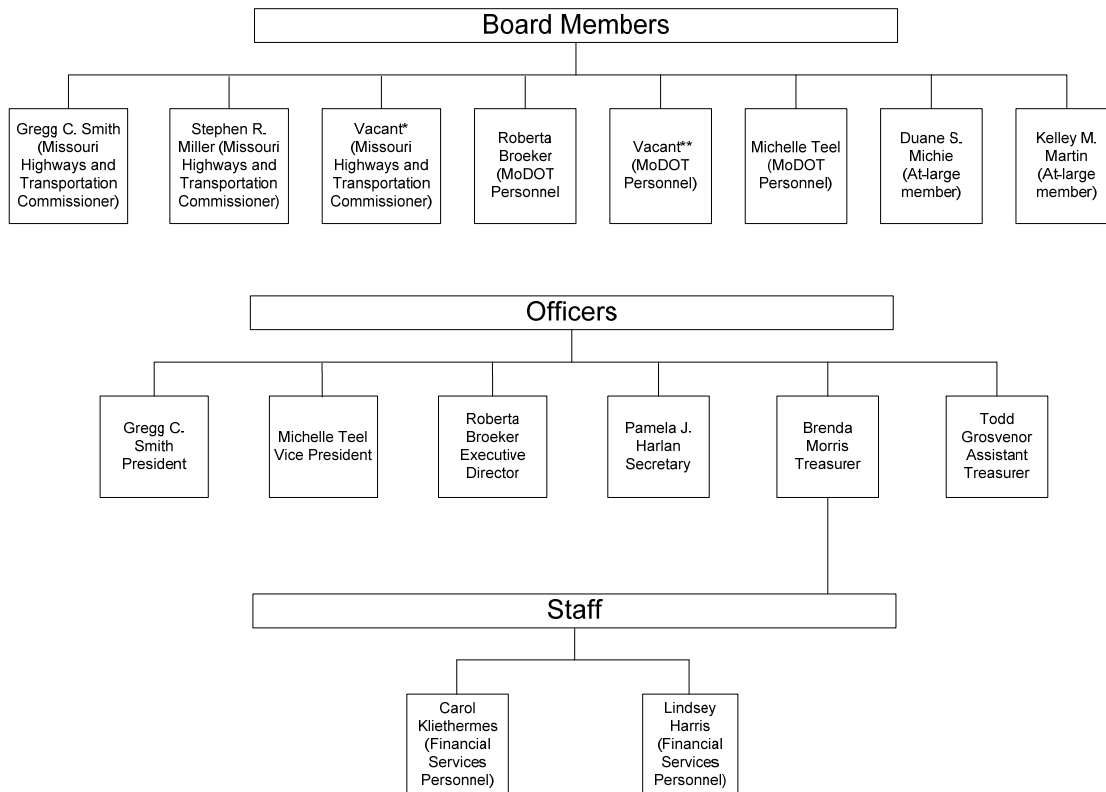 Board Members
Gregg C. Smith
(Missouri
Highways and
Transportation
Commissioner)
Stephen R.
Miller (Missouri
Highways and
Transportation
Commissioner)
Vacant*
(Missouri
Highways and
Transportation
Commissioner)
Roberta
Broeker
(MoDOT
Personnel
Vacant**
(MoDOT
Personnel)
Michelle Teel
(MoDOT
Personnel)
Duane S.
Michie
(At-large
member)
Kelley M.
Martin
(At-large
member)
Officers
Gregg C.
Smith
President
Michelle Teel
Vice President
Roberta
Broeker
Executive
Director
Pamela J.
Harlan
Secretary
Brenda
Morris
Treasurer
Todd
Grosvenor
Assistant
Treasurer
Staff
Carol
Kliethermes
(Financial
Services
Personnel)
Lindsey
Harris
(Financial
Services
Personnel)